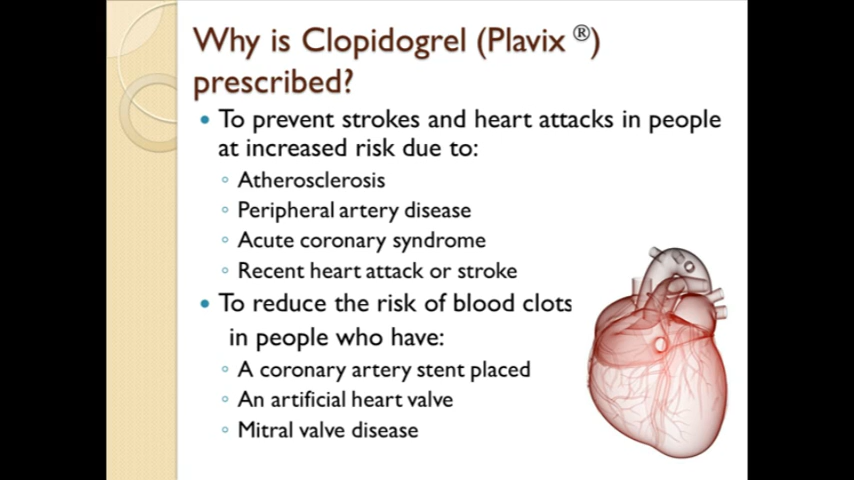 Why is Clopidogrel (Plavix ®)
prescribed?
• To prevent strokes and heart attacks in people
at increased risk due to:
◦ Atherosclerosis
◦ Peripheral artery disease
◦ Acute coronary syndrome
◦ Recent heart attack or stroke
• To reduce the risk of blood clots
in people who have:
◦ A coronary artery stent placed
◦ An artificial heart valve
◦ Mitral valve disease